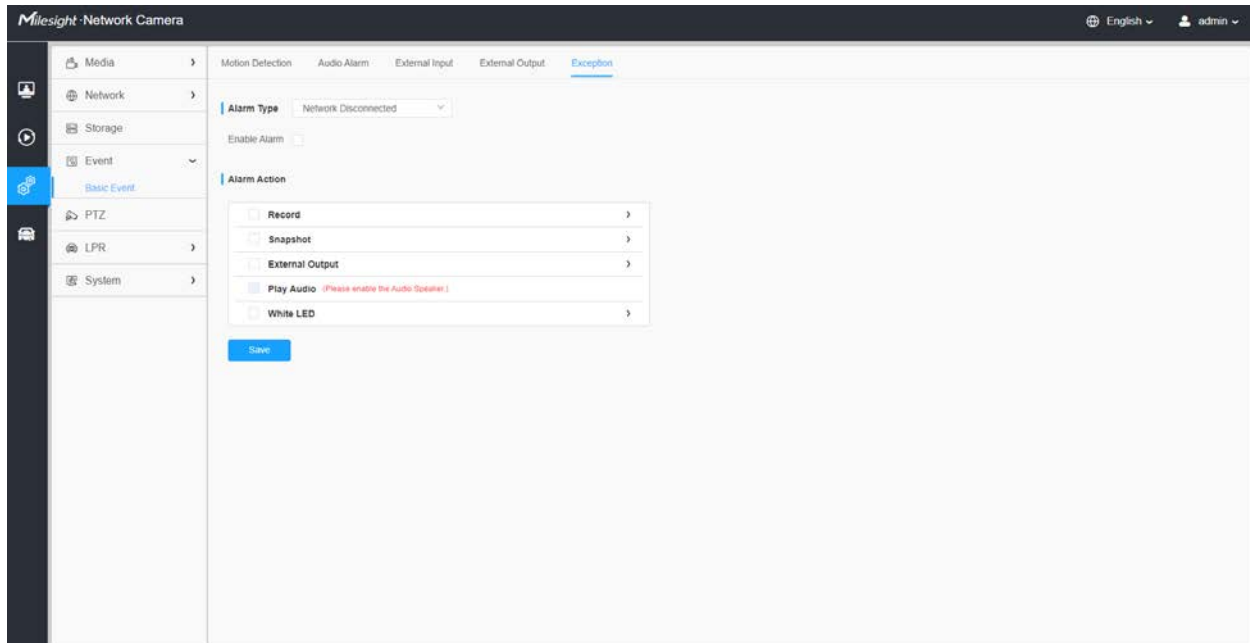 Milesight · Network Camera
English
admin
Media
Network
Storage
Event
Basic Event
PTZ
LPR
System
Motion Detection Audio Alarm External Input External Output Exception
Alarm Type Network Disconnected
Enable Alarm
Alarm Action
Record
Snapshot
External Output
Play Audio (Please enable the Audio Speaker.)
White LED
Save